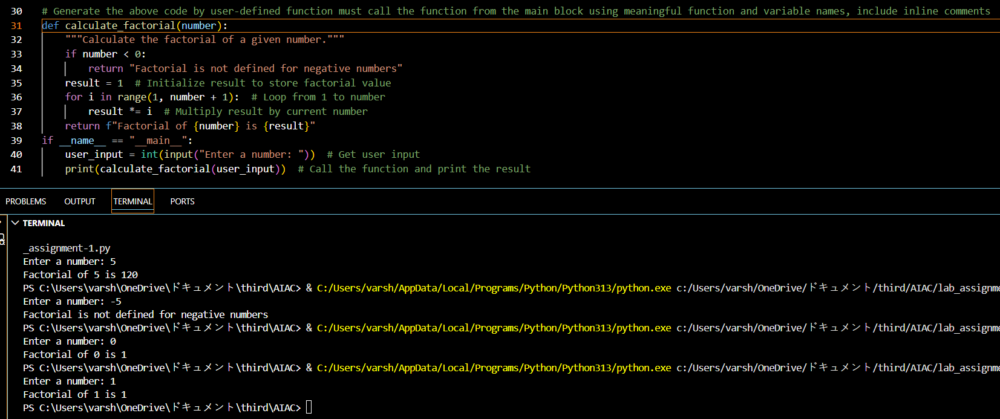 30 # Generate the above code by user-defined function must call the function from the main block using meaningful function and variable names, include inline comments
31 def calculate_factorial(number):
32     """Calculate the factorial of a given number."""
33     if number < 0:
34         return "Factorial is not defined for negative numbers"
35     result = 1  # Initialize result to store factorial value
36     for i in range(1, number + 1):  # Loop from 1 to number
37         result *= i  # Multiply result by current number
38     return f"Factorial of {number} is {result}"
39 if __name__ == "__main__":
40     user_input = int(input("Enter a number: "))  # Get user input
41     print(calculate_factorial(user_input))  # Call the function and print the result
PROBLEMS OUTPUT TERMINAL PORTS
TERMINAL
_assignment-1.py
Enter a number: 5
Factorial of 5 is 120
PS C:\Users\varsh\OneDrive\ドキュメント\third\AIAC> & C:/Users/varsh/AppData/Local/Programs/Python/Python313/python.exe c:/Users/varsh/OneDrive/ドキュメント/third/AIAC/lab_assignme
Enter a number: -5
Factorial is not defined for negative numbers
PS C:\Users\varsh\OneDrive\ドキュメント\third\AIAC> & C:/Users/varsh/AppData/Local/Programs/Python/Python313/python.exe c:/Users/varsh/OneDrive/ドキュメント/third/AIAC/lab_assignme
Enter a number: 0
Factorial of 0 is 1
PS C:\Users\varsh\OneDrive\ドキュメント\third\AIAC> & C:/Users/varsh/AppData/Local/Programs/Python/Python313/python.exe c:/Users/varsh/OneDrive/ドキュメント/third/AIAC/lab_assignme
Enter a number: 1
Factorial of 1 is 1
PS C:\Users\varsh\OneDrive\ドキュメント\third\AIAC>